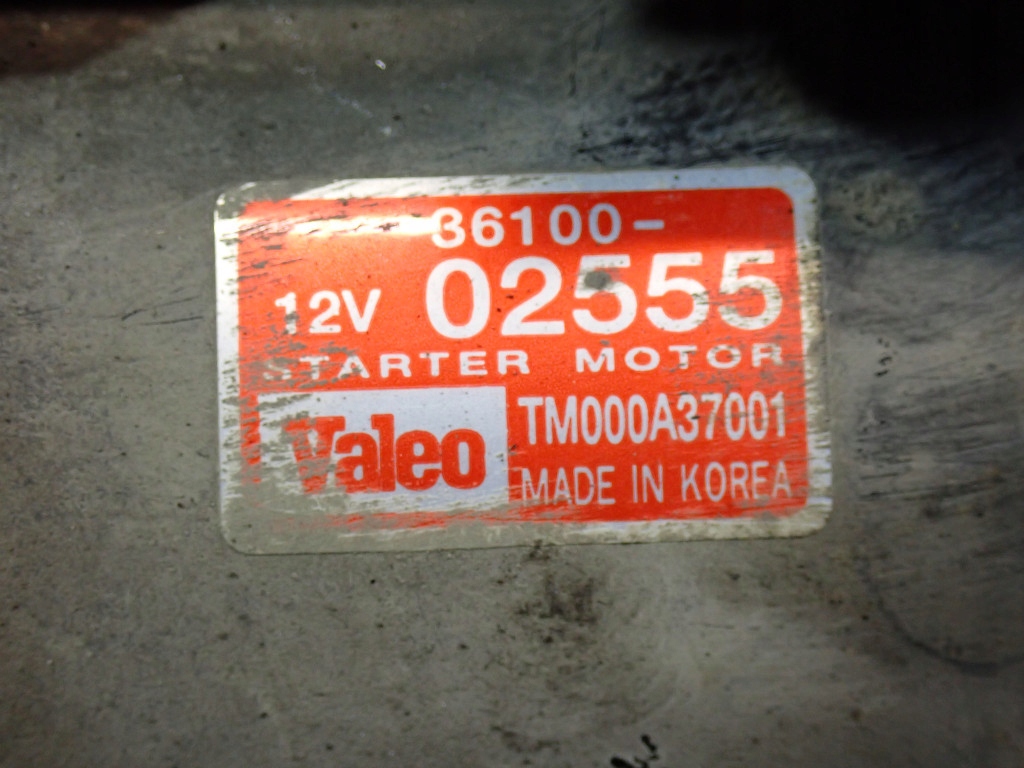 36100-
12V 02555
STARTER MOTOR
Valeo TM000A37001
MADE IN KOREA